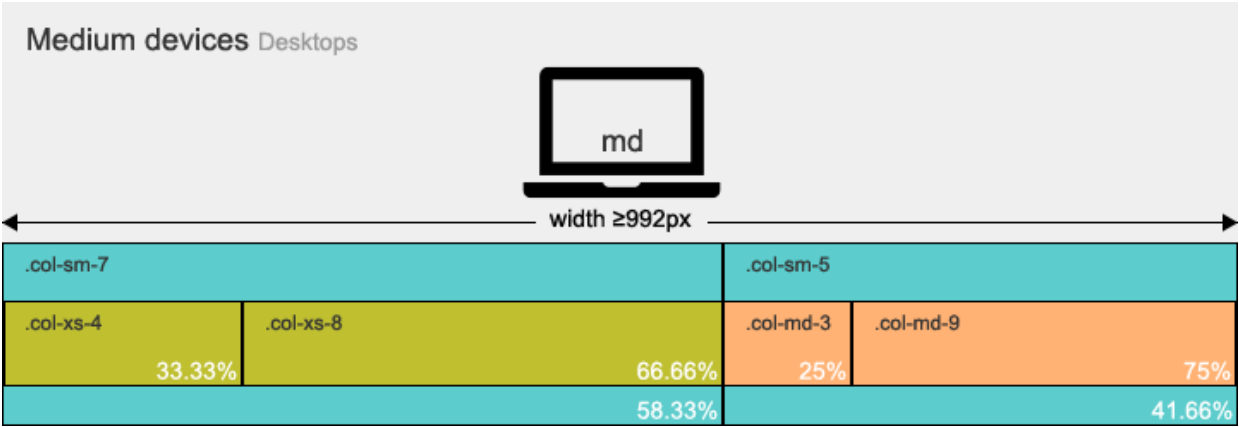 Medium devices Desktops
md
width ≥992px
.col-sm-7 .col-sm-5
.col-xs-4 .col-xs-8 .col-md-3 .col-md-9
33.33% 66.66% 25% 75%
58.33% 41.66%